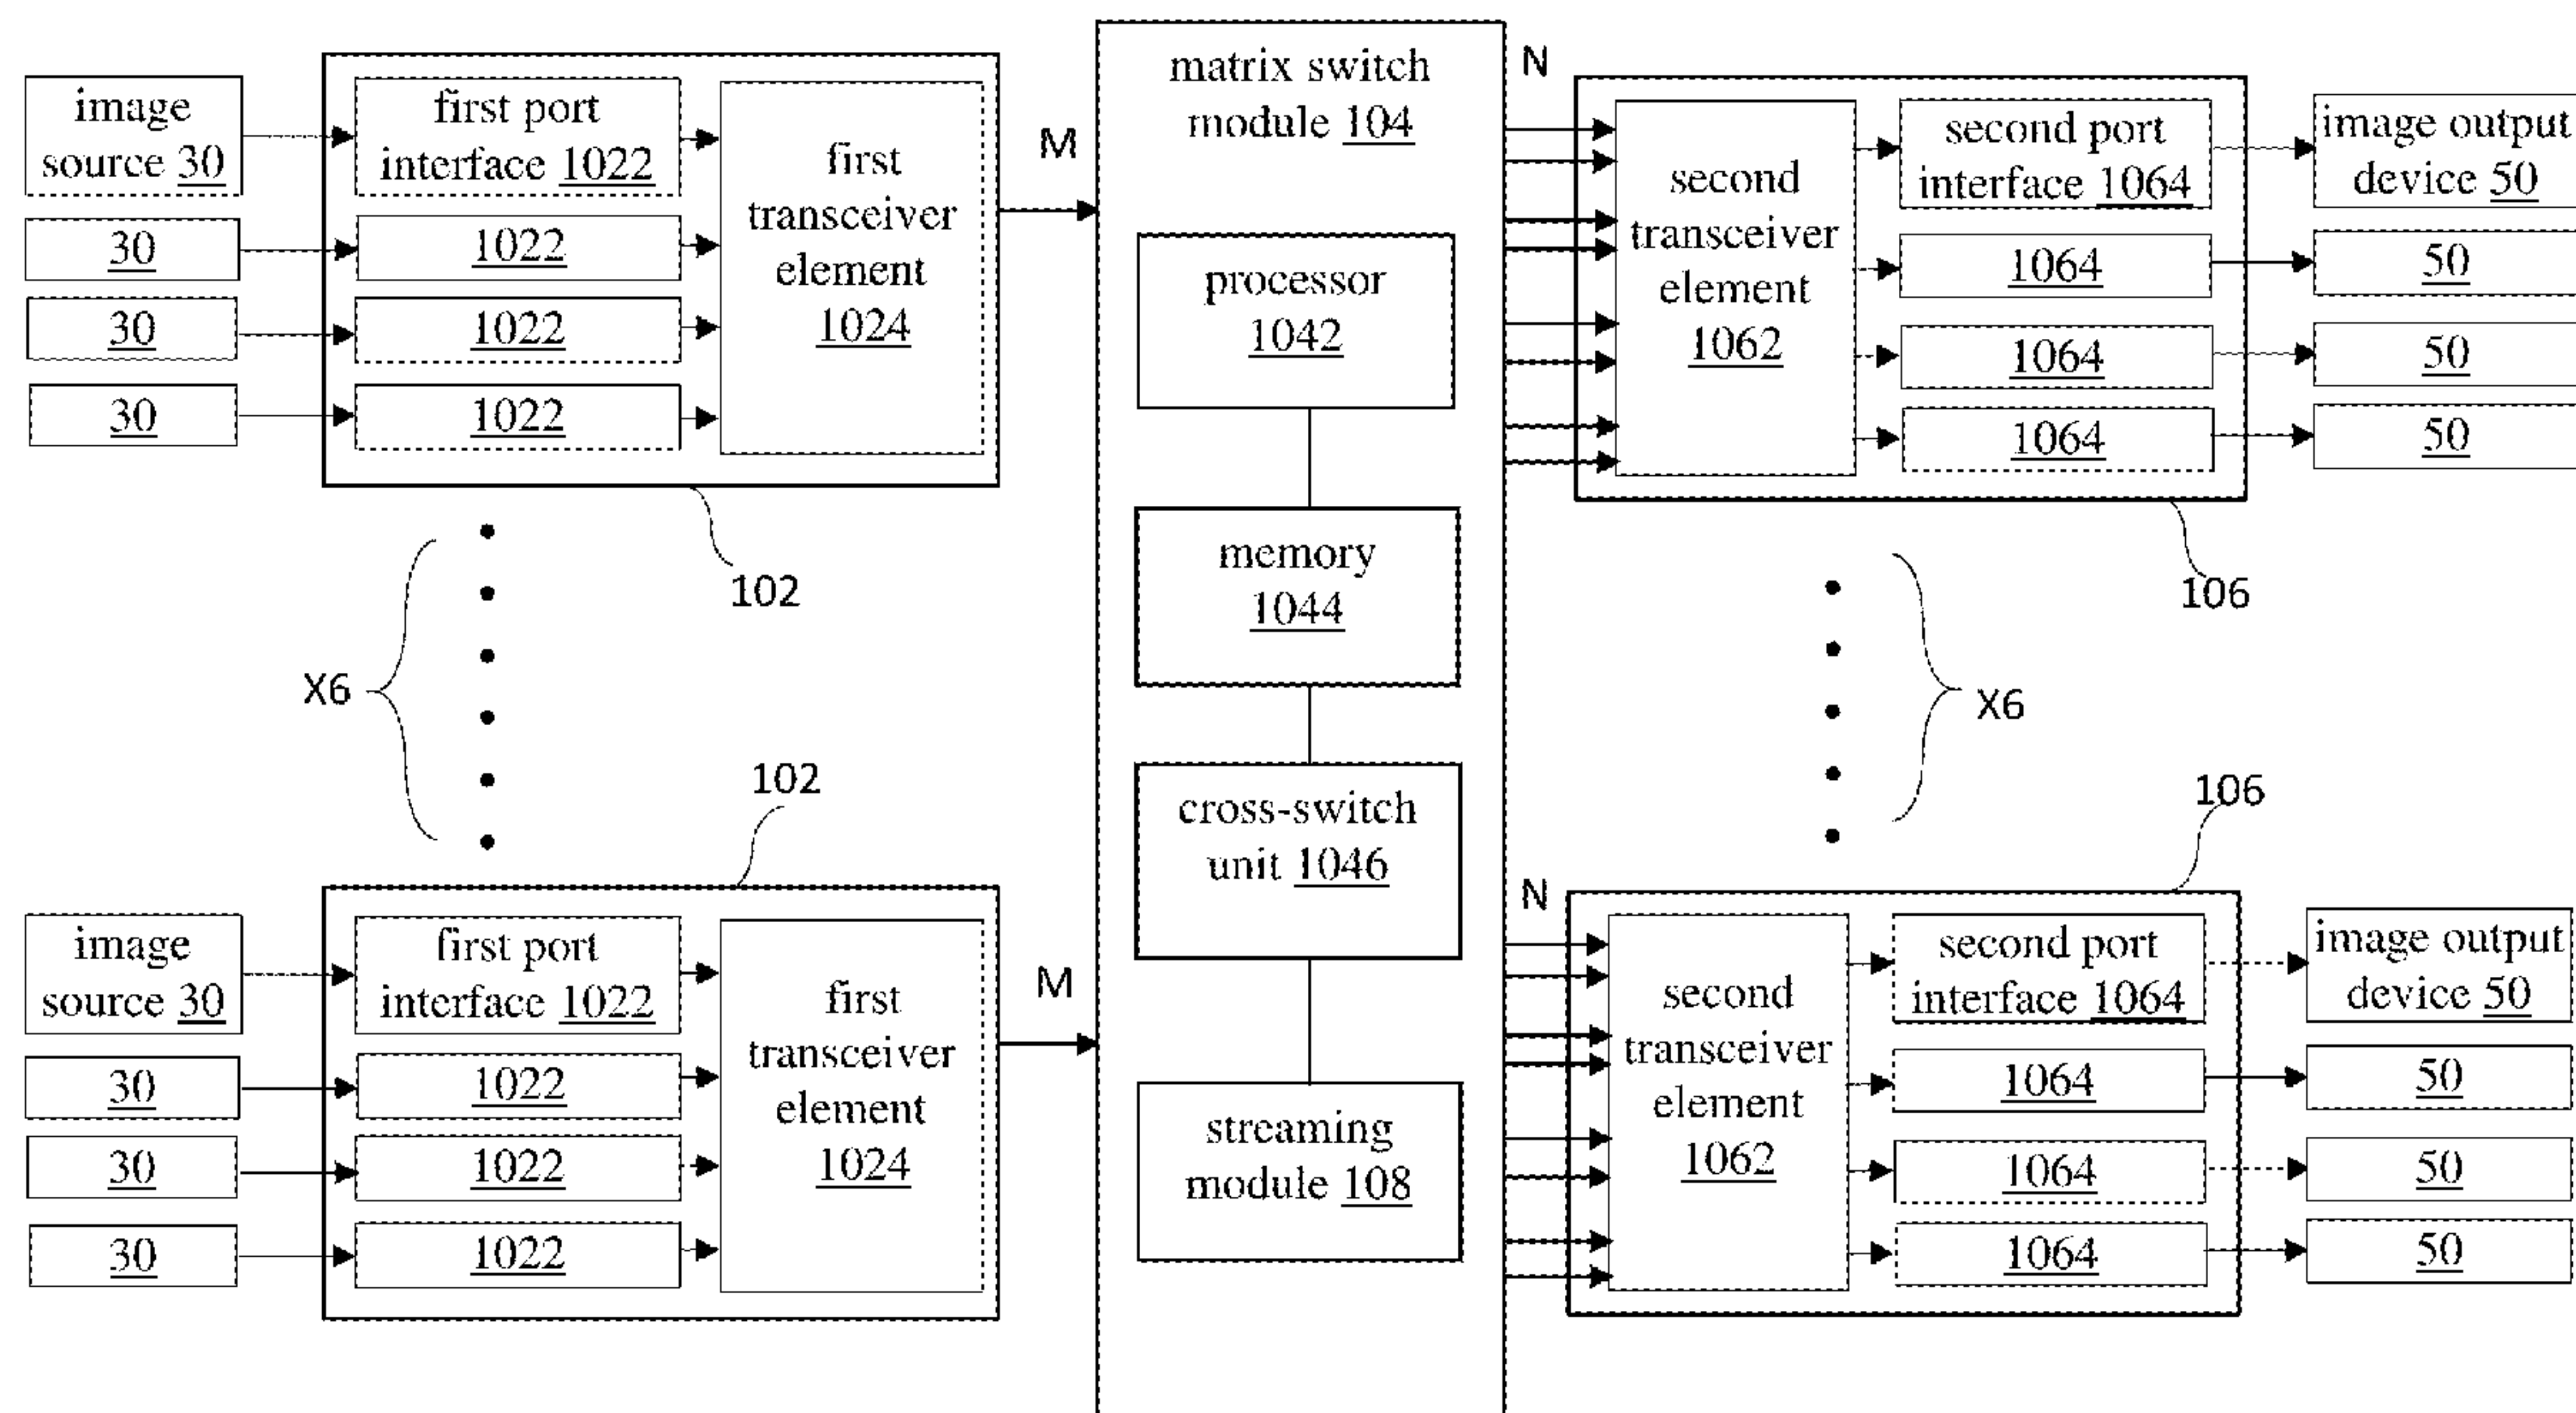 image
source 30
30
30
30
first port
interface 1022
1022
1022
1022
first
transceiver
element
1024
102
M
X6
102
image
source 30
30
30
30
first port
interface 1022
1022
1022
1022
first
transceiver
element
1024
M
matrix switch
module 104
processor
1042
memory
1044
cross-switch
unit 1046
streaming
module 108
N
second
transceiver
element
1062
second port
interface 1064
1064
1064
1064
image output
device 50
50
50
50
106
X6
106
N
second
transceiver
element
1062
second port
interface 1064
1064
1064
1064
image output
device 50
50
50
50